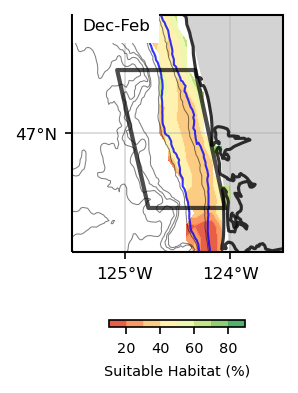 Dec-Feb
47°N
125°W 124°W
20 40 60 80
Suitable Habitat (%)